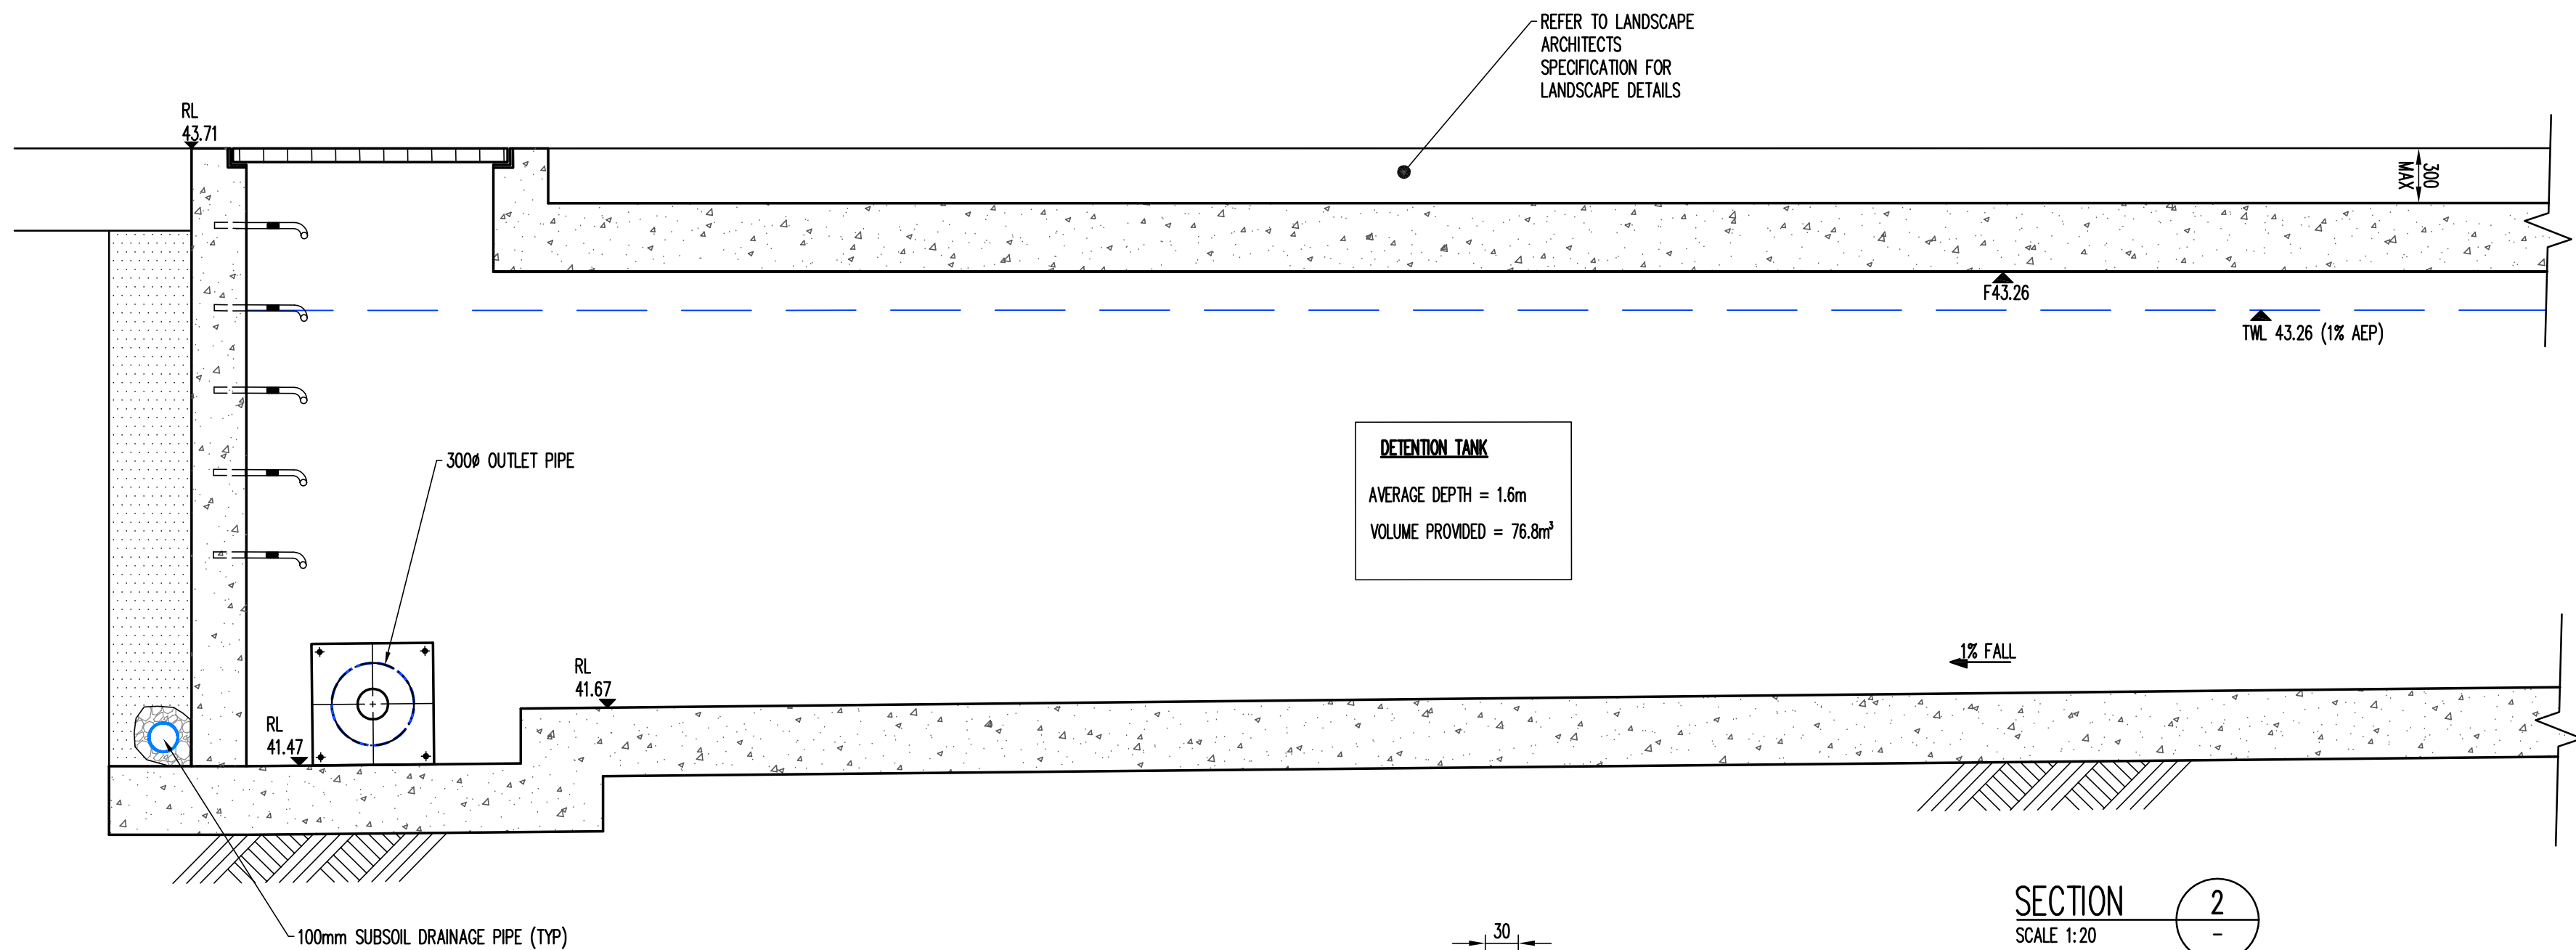 REFER TO LANDSCAPE
ARCHITECTS
SPECIFICATION FOR
LANDSCAPE DETAILS
RL
43.71
300
MAX
F43.26
TWL 43.26 (1% AEP)
DETENTION TANK
AVERAGE DEPTH = 1.6m
VOLUME PROVIDED = 76.8m³
300ø OUTLET PIPE
1% FALL
RL
41.67
RL
41.47
100mm SUBSOIL DRAINAGE PIPE (TYP)
30
SECTION
2
-
SCALE 1:20